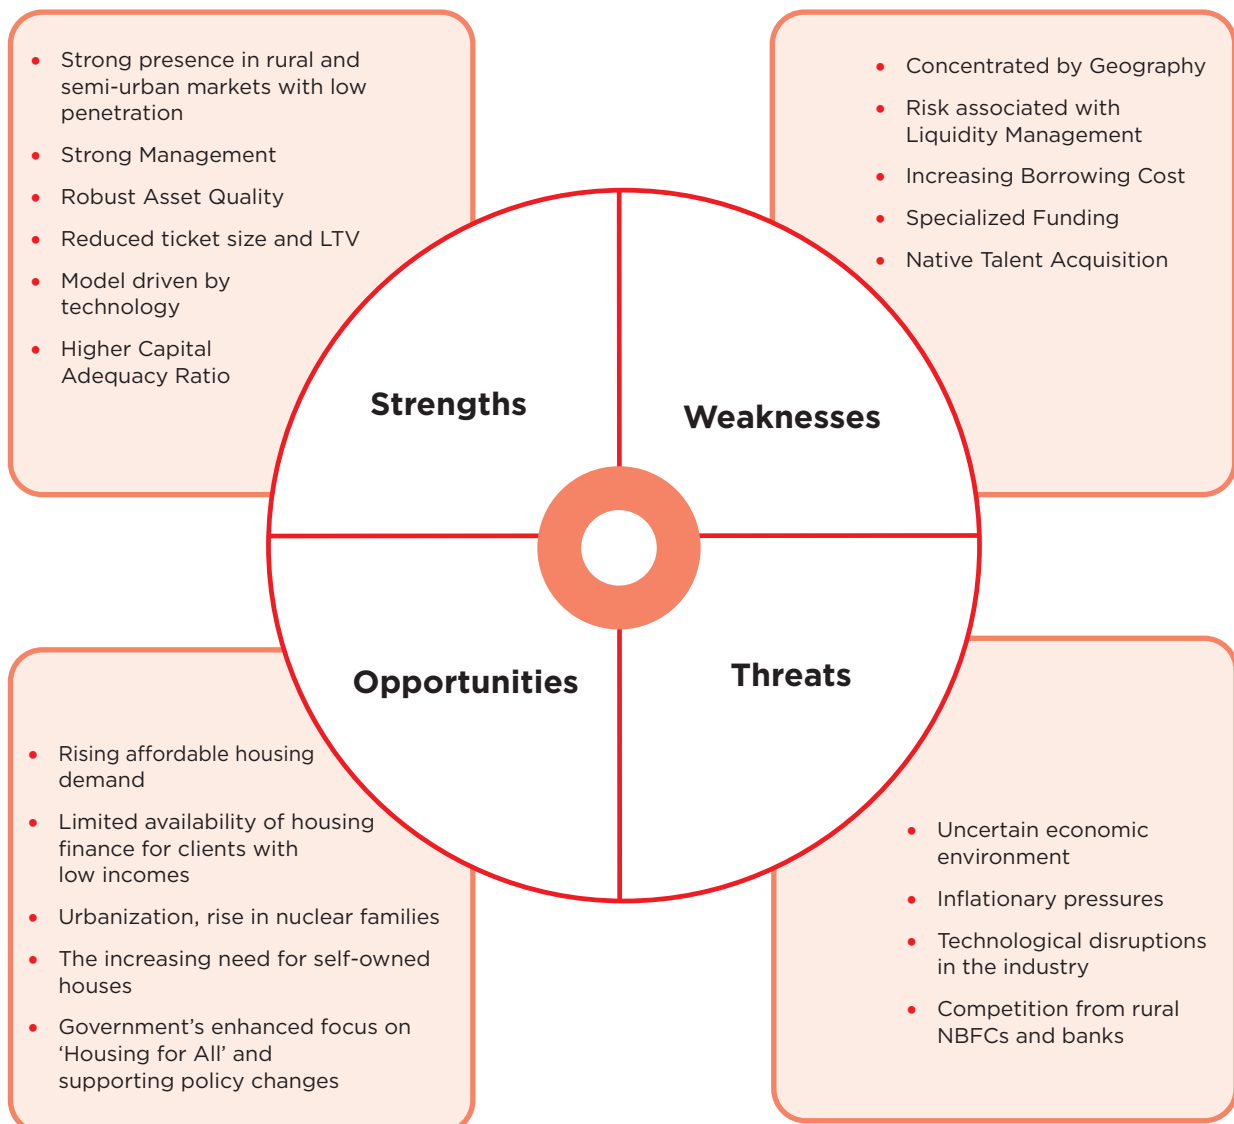 • Strong presence in rural and
semi-urban markets with low
penetration
• Strong Management
• Robust Asset Quality
• Reduced ticket size and LTV
• Model driven by
technology
• Higher Capital
Adequacy Ratio
Strengths
• Concentrated by Geography
• Risk associated with
Liquidity Management
• Increasing Borrowing Cost
• Specialized Funding
• Native Talent Acquisition
Weaknesses
Opportunities
• Rising affordable housing
demand
• Limited availability of housing
finance for clients with
low incomes
• Urbanization, rise in nuclear families
• The increasing need for self-owned
houses
• Government’s enhanced focus on
‘Housing for All’ and
supporting policy changes
Threats
• Uncertain economic
environment
• Inflationary pressures
• Technological disruptions
in the industry
• Competition from rural
NBFCs and banks